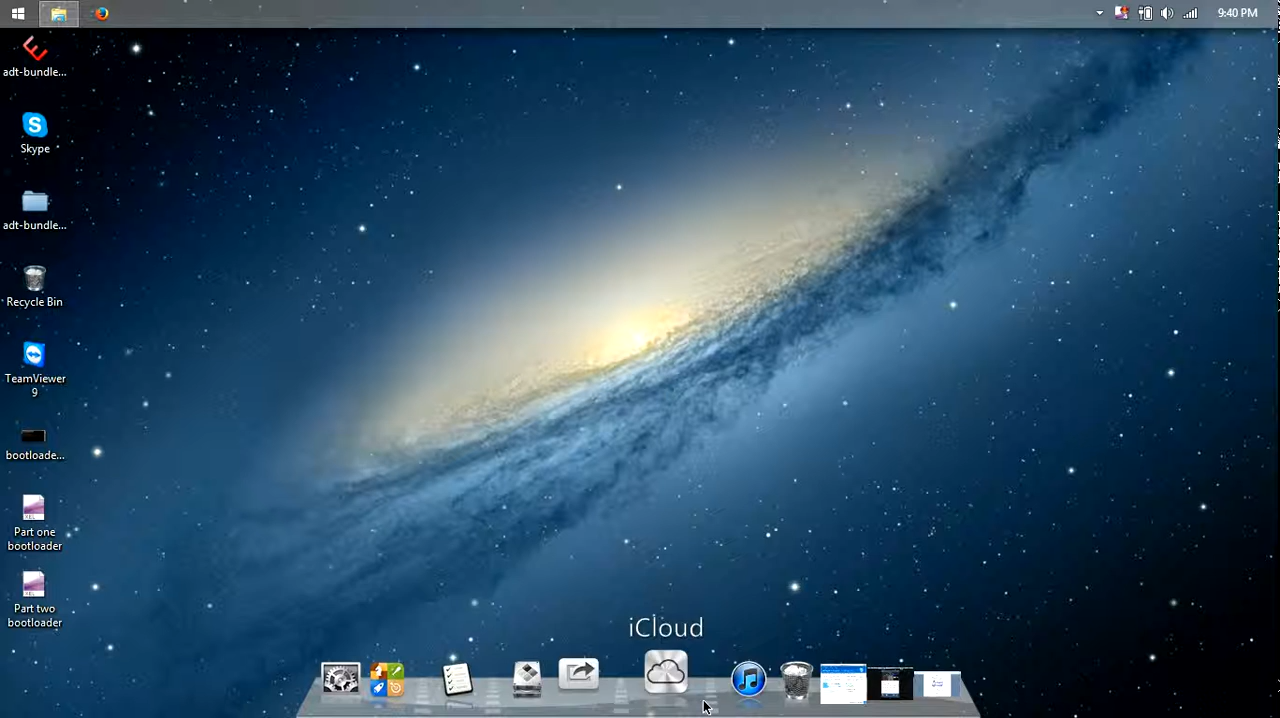 9:40 PM
adt-bundle...
Skype
adt-bundle...
Recycle Bin
TeamViewer
9
bootloade...
Part one
bootloader
Part two
bootloader
iCloud